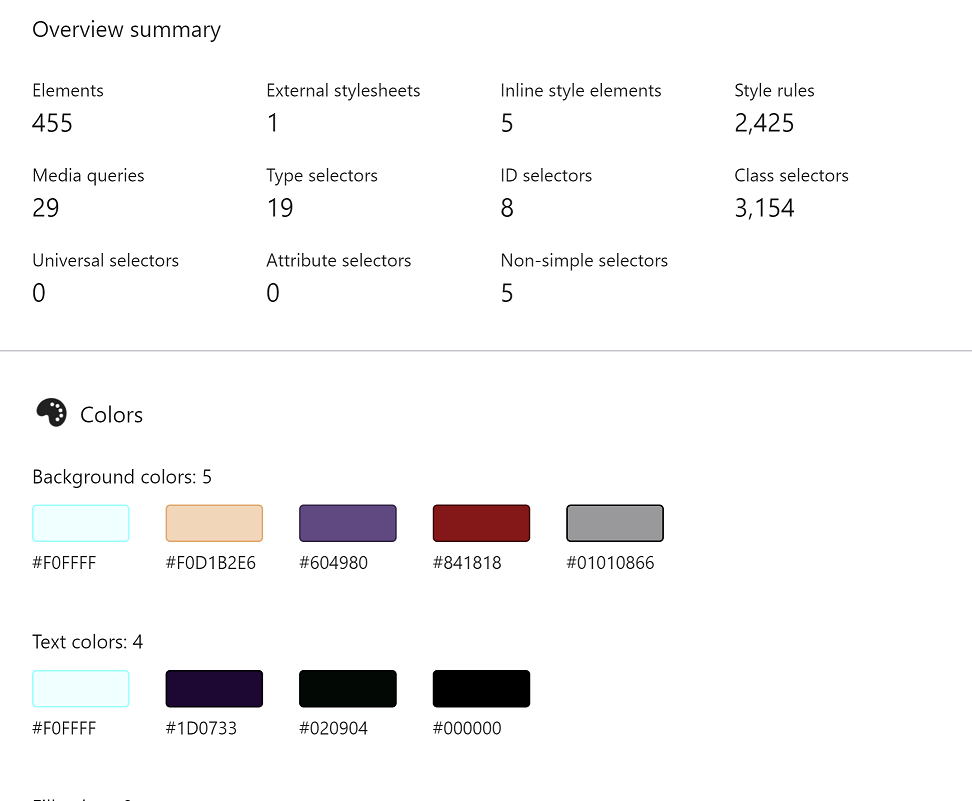 Overview summary
Elements External stylesheets Inline style elements Style rules
455 1 5 2,425
Media queries Type selectors ID selectors Class selectors
29 19 8 3,154
Universal selectors Attribute selectors Non-simple selectors
0 0 5
Colors
Background colors: 5
#F0FFFF #F0D1B2E6 #604980 #841818 #01010866
Text colors: 4
#F0FFFF #1D0733 #020904 #000000